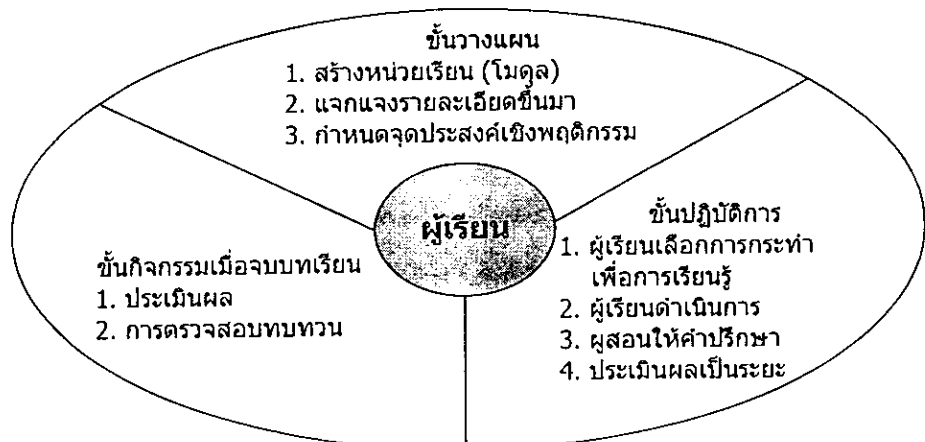 ขั้นวางแผน
1. สร้างหน่วยเรียน (โมดูล)
2. แจกแจงรายละเอียดขึ้นมา
3. กำหนดจุดประสงค์เชิงพฤติกรรม
ผู้เรียน
ขั้นปฏิบัติการ
1. ผู้เรียนเลือกการกระทำ
เพื่อการเรียนรู้
2. ผู้เรียนดำเนินการ
3. ผูสอนให้คำปรึกษา
4. ประเมินผลเป็นระยะ
ขั้นกิจกรรมเมื่อจบบทเรียน
1. ประเมินผล
2. การตรวจสอบทบทวน